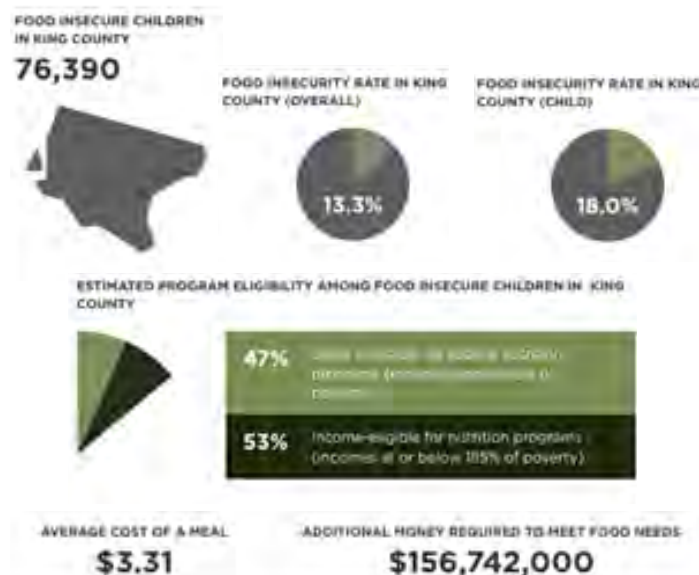 FOOD INSECURE CHILDREN
IN KING COUNTY
76,390
FOOD INSECURITY RATE IN KING
COUNTY (OVERALL)
13.3%
FOOD INSECURITY RATE IN KING
COUNTY (CHILD)
18.0%
ESTIMATED PROGRAM ELIGIBILITY AMONG FOOD INSECURE CHILDREN IN KING
COUNTY
47%
53% Income-eligible for nutrition programs
(incomes at or below 185% of poverty)
AVERAGE COST OF A MEAL
$3.31
ADDITIONAL MONEY REQUIRED TO MEET FOOD NEEDS
$156,742,000